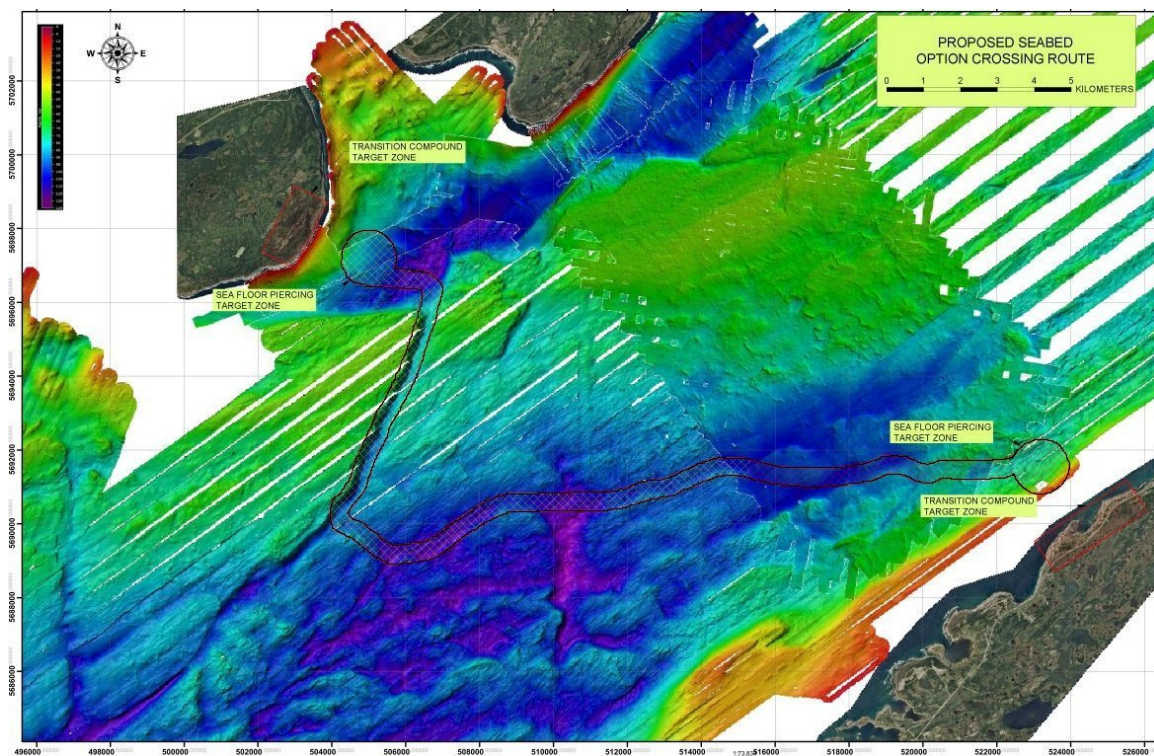 PROPOSED SEABED
OPTION CROSSING ROUTE
0 1 2 3 4 5
KILOMETERS
N
W E
S
TRANSITION COMPOUND
TARGET ZONE
SEA FLOOR PIERCING
TARGET ZONE
SEA FLOOR PIERCING
TARGET ZONE
TRANSITION COMPOUND
TARGET ZONE
5702000
5700000
5698000
5696000
5694000
5692000
5690000
5688000
5686000
496000
498000
500000
502000
504000
506000
508000
510000
512000
514000
516000
518000
520000
522000
524000
526000